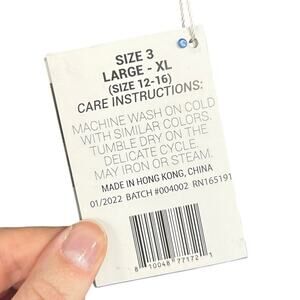 SIZE 3
LARGE - XL
(SIZE 12-16)
CARE INSTRUCTIONS:
MACHINE WASH ON COLD
WITH SIMILAR COLORS.
TUMBLE DRY ON THE
DELICATE CYCLE.
MAY IRON OR STEAM.
MADE IN HONG KONG, CHINA
01/2022 BATCH #004002 RN165191
8 10048 77172 1